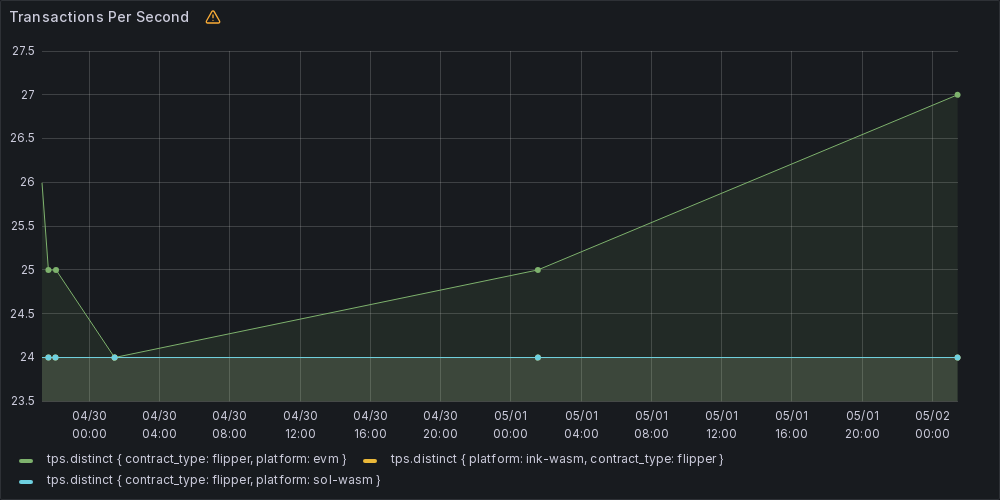 Transactions Per Second
27.5
27
26.5
26
25.5
25
24.5
24
23.5
04/30 04/30 04/30 04/30 04/30 04/30 05/01 05/01 05/01 05/01 05/01 05/01 05/02
00:00 04:00 08:00 12:00 16:00 20:00 00:00 04:00 08:00 12:00 16:00 20:00 00:00
tps.distinct { contract_type: flipper, platform: evm } tps.distinct { platform: ink-wasm, contract_type: flipper }
tps.distinct { contract_type: flipper, platform: sol-wasm }